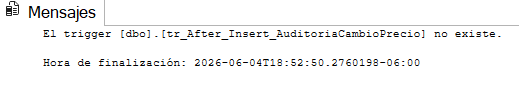 Mensajes
El trigger [dbo].[tr_After_Insert_AuditoriaCambioPrecio] no existe.
Hora de finalización: 2026-06-04T18:52:50.2760198-06:00